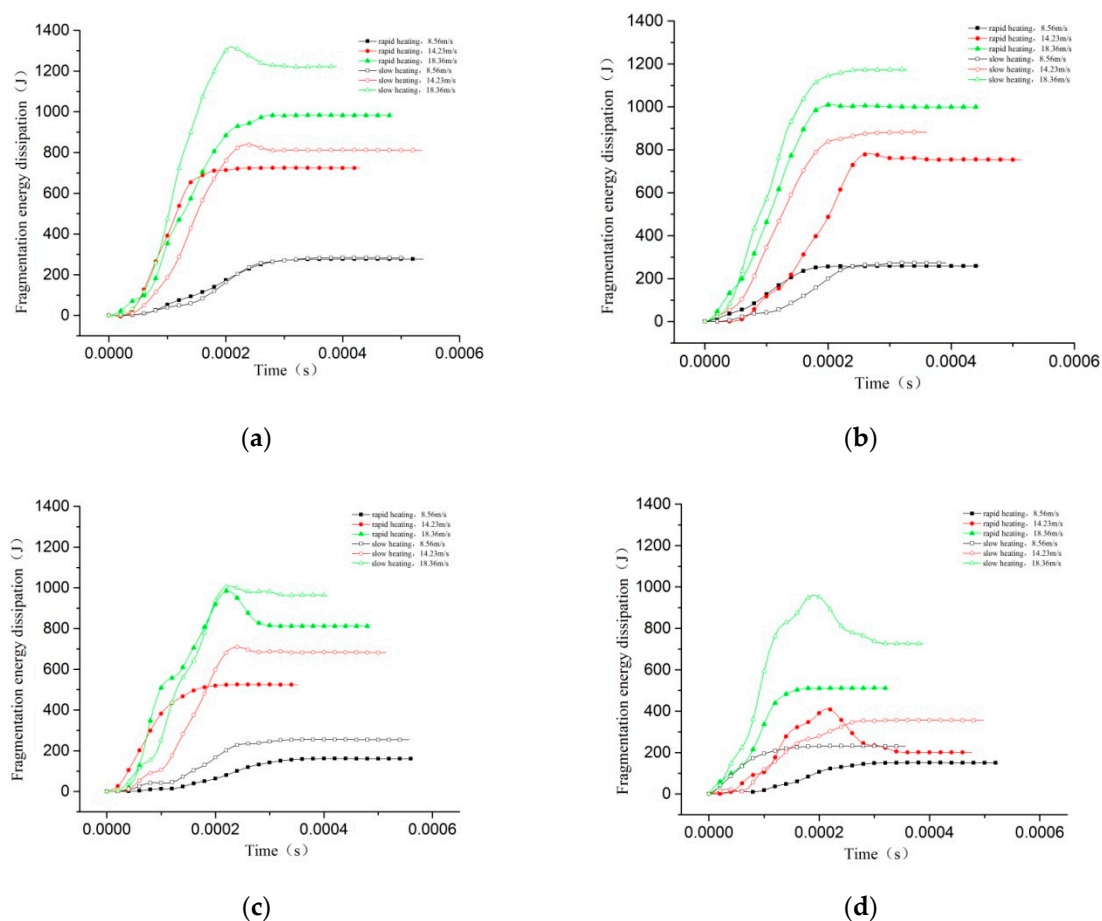 1400
1200
1000
800
600
400
200
0
Fragmentation energy dissipation（J）
rapid heating，8.56m/s
rapid heating，14.23m/s
rapid heating，18.36m/s
slow heating，8.56m/s
slow heating，14.23m/s
slow heating，18.36m/s
0.0000 0.0002 0.0004 0.0006
Time（s）
(a)
1400
1200
1000
800
600
400
200
0
Fragmentation energy dissipation（J）
rapid heating，8.56m/s
rapid heating，14.23m/s
rapid heating，18.36m/s
slow heating，8.56m/s
slow heating，14.23m/s
slow heating，18.36m/s
0.0000 0.0002 0.0004 0.0006
Time（s）
(b)
1400
1200
1000
800
600
400
200
0
Fragmentation energy dissipation（J）
rapid heating，8.56m/s
rapid heating，14.23m/s
rapid heating，18.36m/s
slow heating，8.56m/s
slow heating，14.23m/s
slow heating，18.36m/s
0.0000 0.0002 0.0004 0.0006
Time（s）
(c)
1400
1200
1000
800
600
400
200
0
Fragmentation energy dissipation（J）
rapid heating，8.56m/s
rapid heating，14.23m/s
rapid heating，18.36m/s
slow heating，8.56m/s
slow heating，14.23m/s
slow heating，18.36m/s
0.0000 0.0002 0.0004 0.0006
Time（s）
(d)